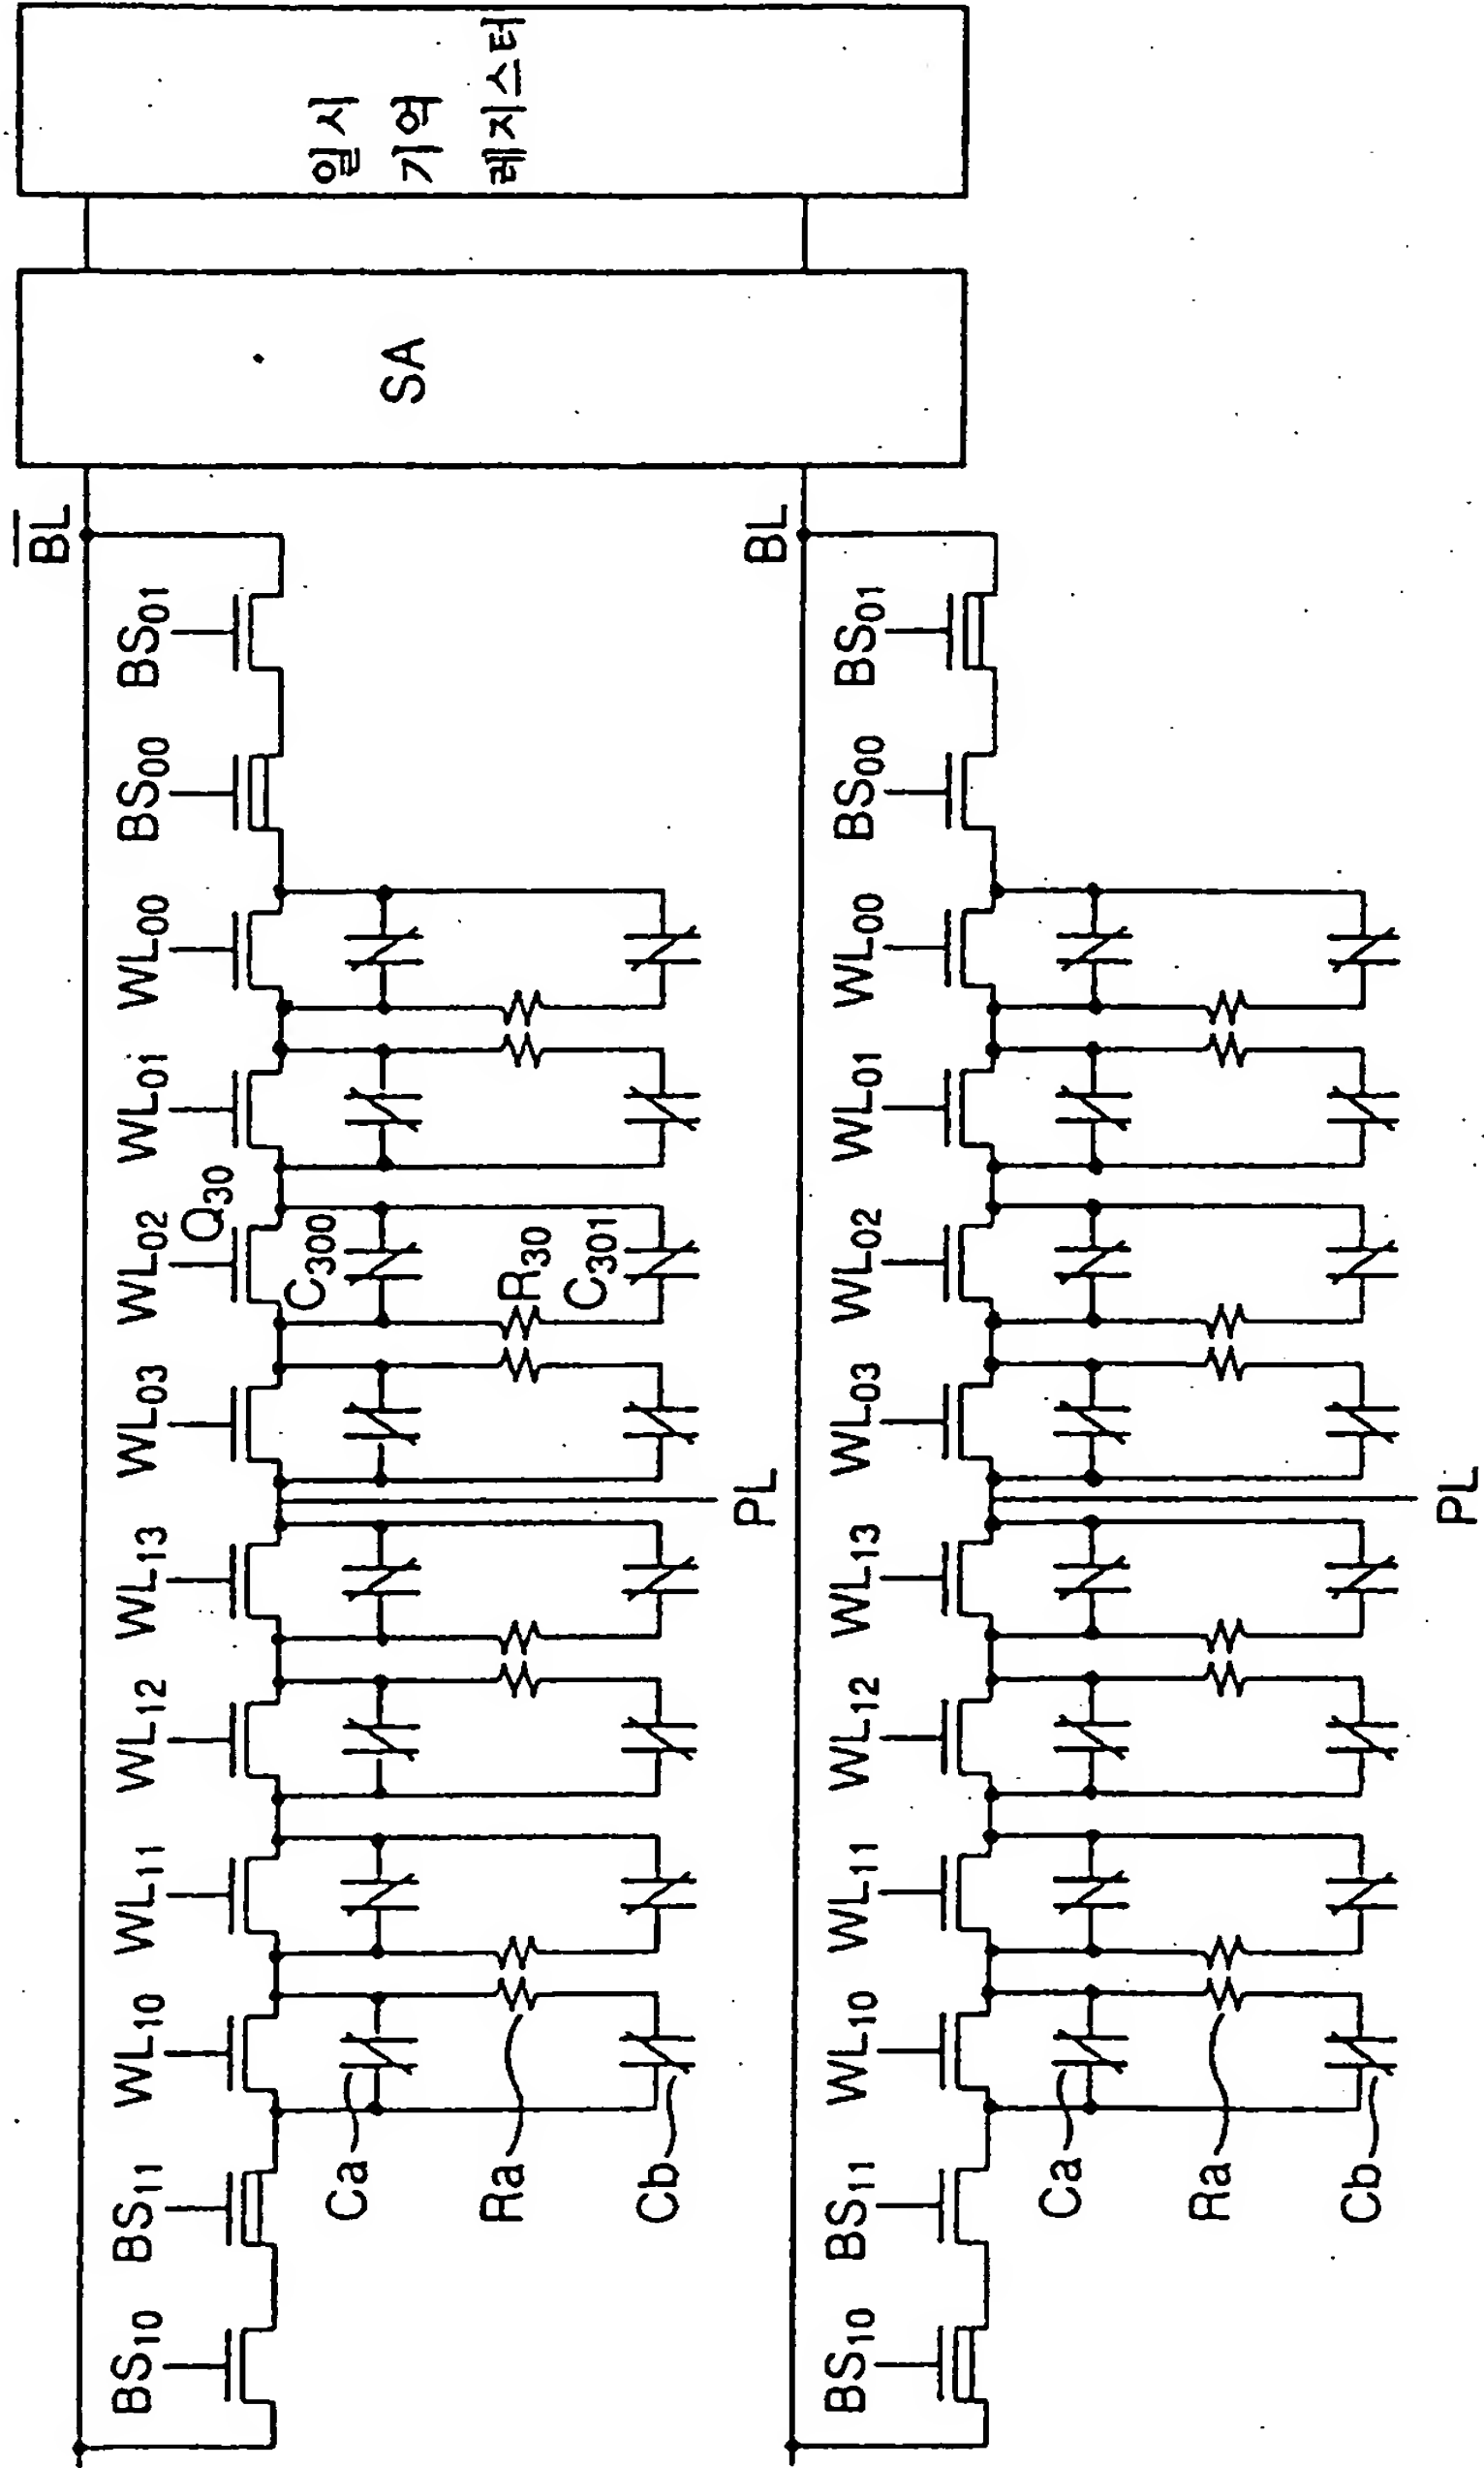 BL
BS10
BS11
WL10
WL11
WL12
WL13
WL03
WL02
WL01
WL00
BS00
BS01
Q30
C300
R30
C301
Ca
Ra
Cb
PL
SA
일시
기억
레지스터
BL
BS10
BS11
WL10
WL11
WL12
WL13
WL03
WL02
WL01
WL00
BS00
BS01
Ca
Ra
Cb
PL